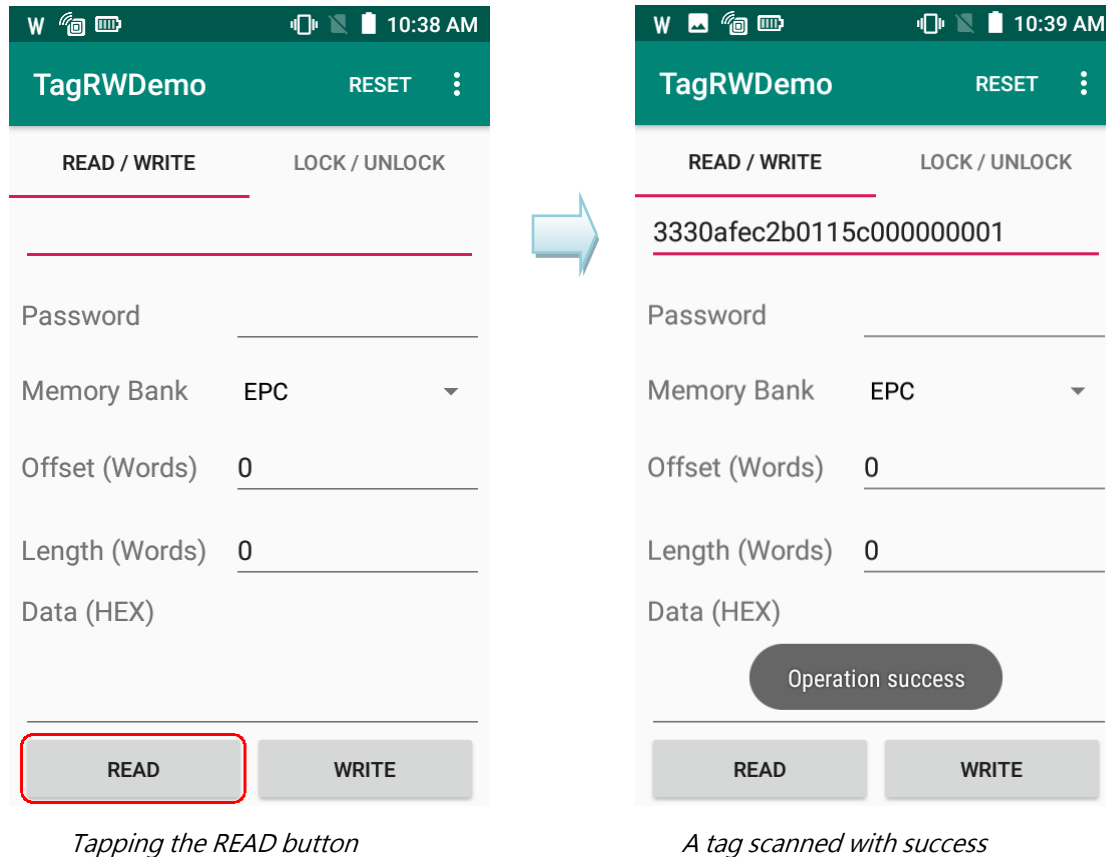 W 10:38 AM
TagRWDemo RESET
READ / WRITE LOCK / UNLOCK
Password
Memory Bank EPC
Offset (Words) 0
Length (Words) 0
Data (HEX)
READ WRITE
Tapping the READ button
W 10:39 AM
TagRWDemo RESET
READ / WRITE LOCK / UNLOCK
3330afec2b0115c000000001
Password
Memory Bank EPC
Offset (Words) 0
Length (Words) 0
Data (HEX)
Operation success
READ WRITE
A tag scanned with success